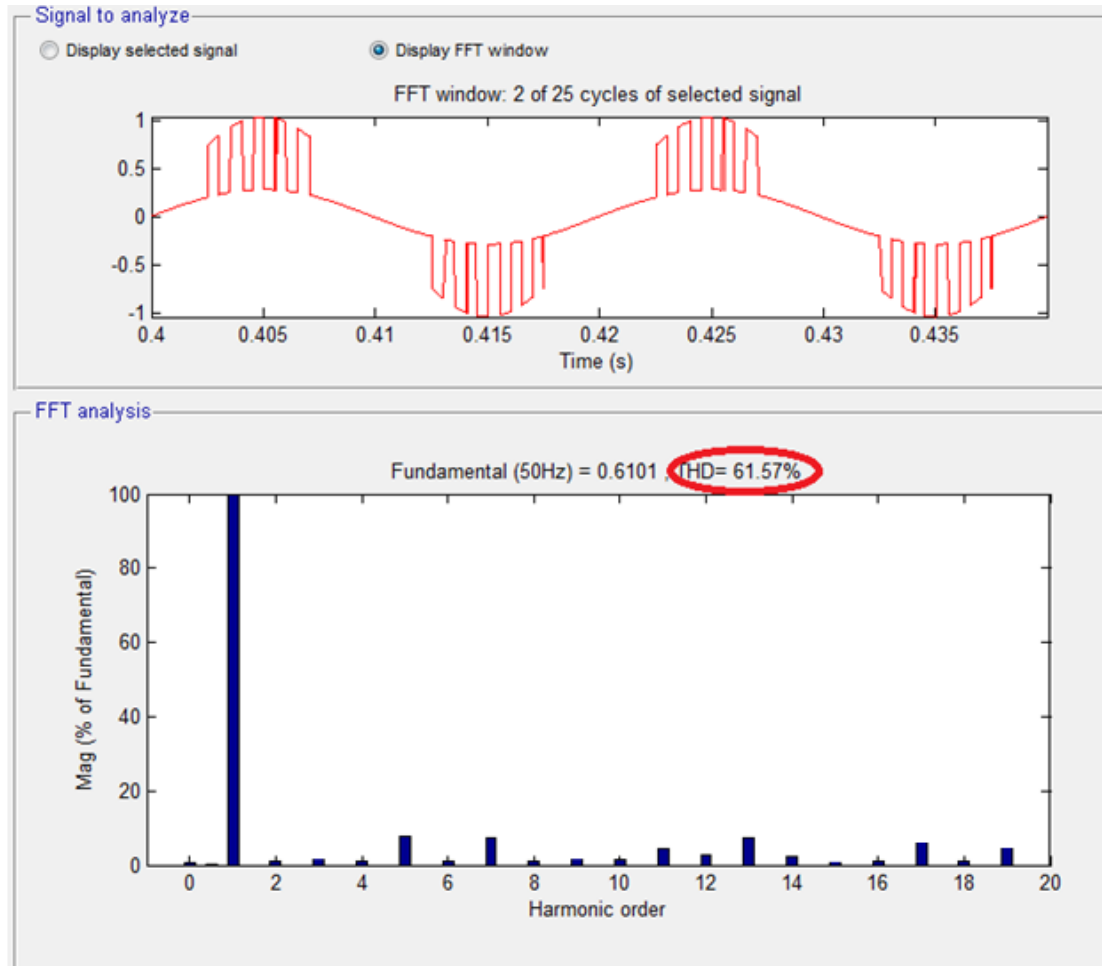 Signal to analyze
Display selected signal
Display FFT window
FFT window: 2 of 25 cycles of selected signal
1
0.5
0
-0.5
-1
0.4 0.405 0.41 0.415 0.42 0.425 0.43 0.435
Time (s)
FFT analysis
Fundamental (50Hz) = 0.6101 , THD= 61.57%
100
80
60
40
20
0
Mag (% of Fundamental)
0 2 4 6 8 10 12 14 16 18 20
Harmonic order